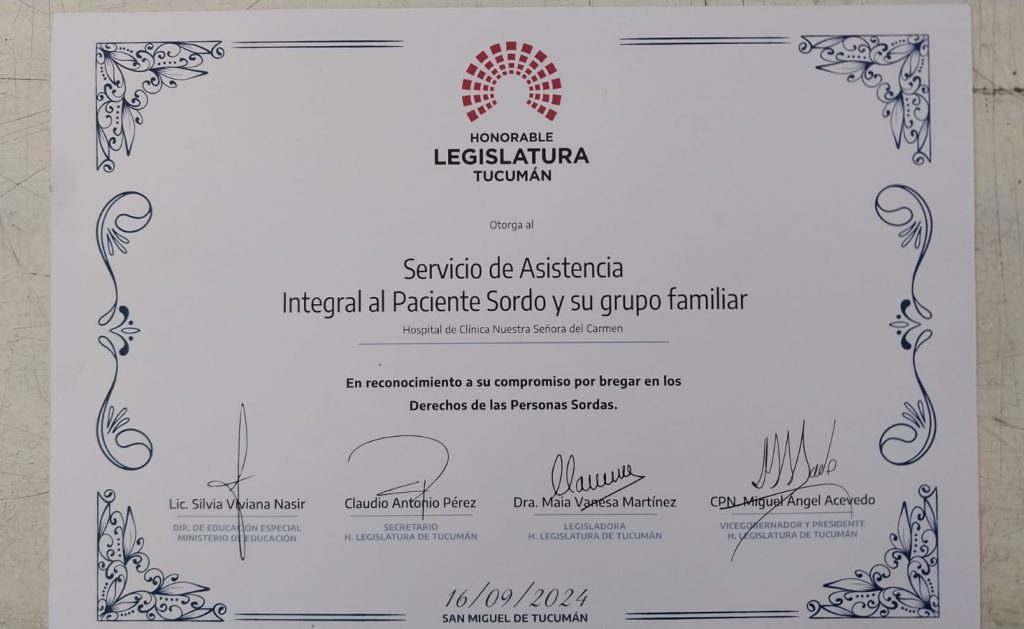 HONORABLE
LEGISLATURA
TUCUMÁN
Otorga al
Servicio de Asistencia
Integral al Paciente Sordo y su grupo familiar
Hospital de Clínica Nuestra Señora del Carmen
En reconocimiento a su compromiso por bregar en los
Derechos de las Personas Sordas.
Lic. Silvia Viviana Nasir
DIR. DE EDUCACIÓN ESPECIAL
MINISTERIO DE EDUCACIÓN
Claudio Antonio Pérez
SECRETARIO
H. LEGISLATURA DE TUCUMÁN
Dra. Maia Vanesa Martínez
LEGISLADORA
H. LEGISLATURA DE TUCUMÁN
CPN. Miguel Ángel Acevedo
VICEGOBERNADOR Y PRESIDENTE
H. LEGISLATURA DE TUCUMÁN
16/09/2024
SAN MIGUEL DE TUCUMÁN